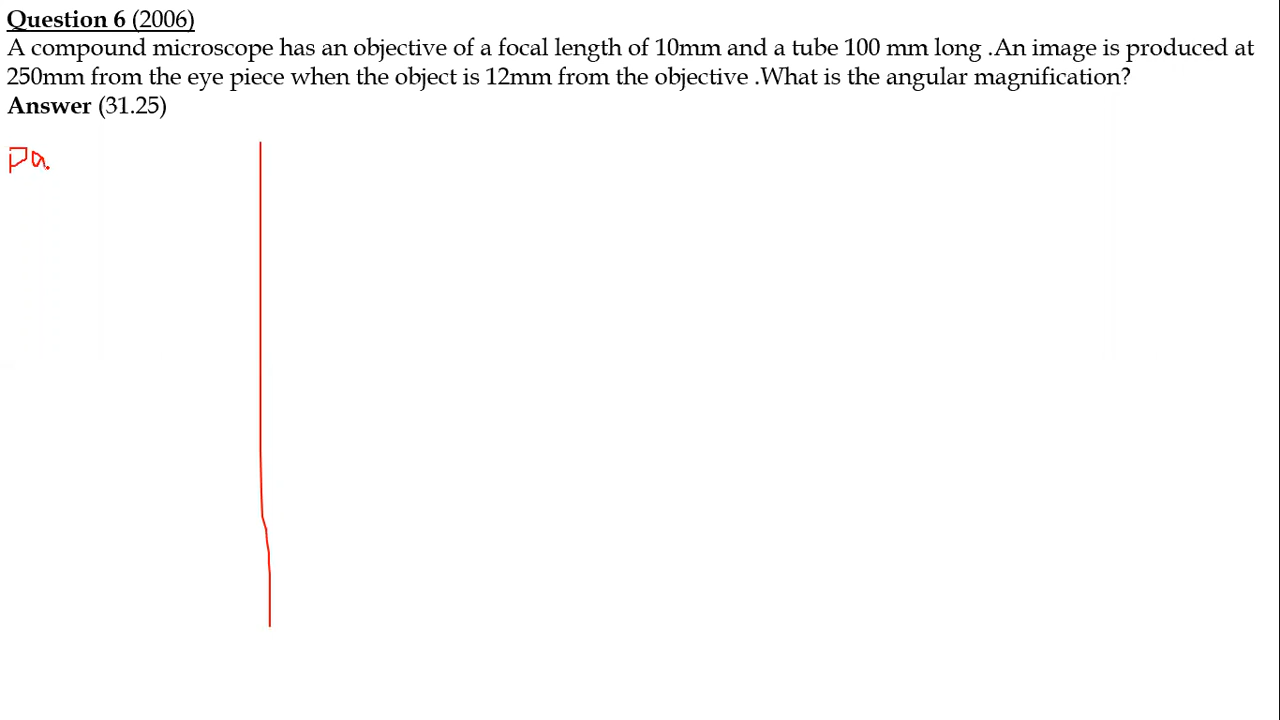 Question 6 (2006)
A compound microscope has an objective of a focal length of 10mm and a tube 100 mm long .An image is produced at
250mm from the eye piece when the object is 12mm from the objective .What is the angular magnification?
Answer (31.25)
Da.